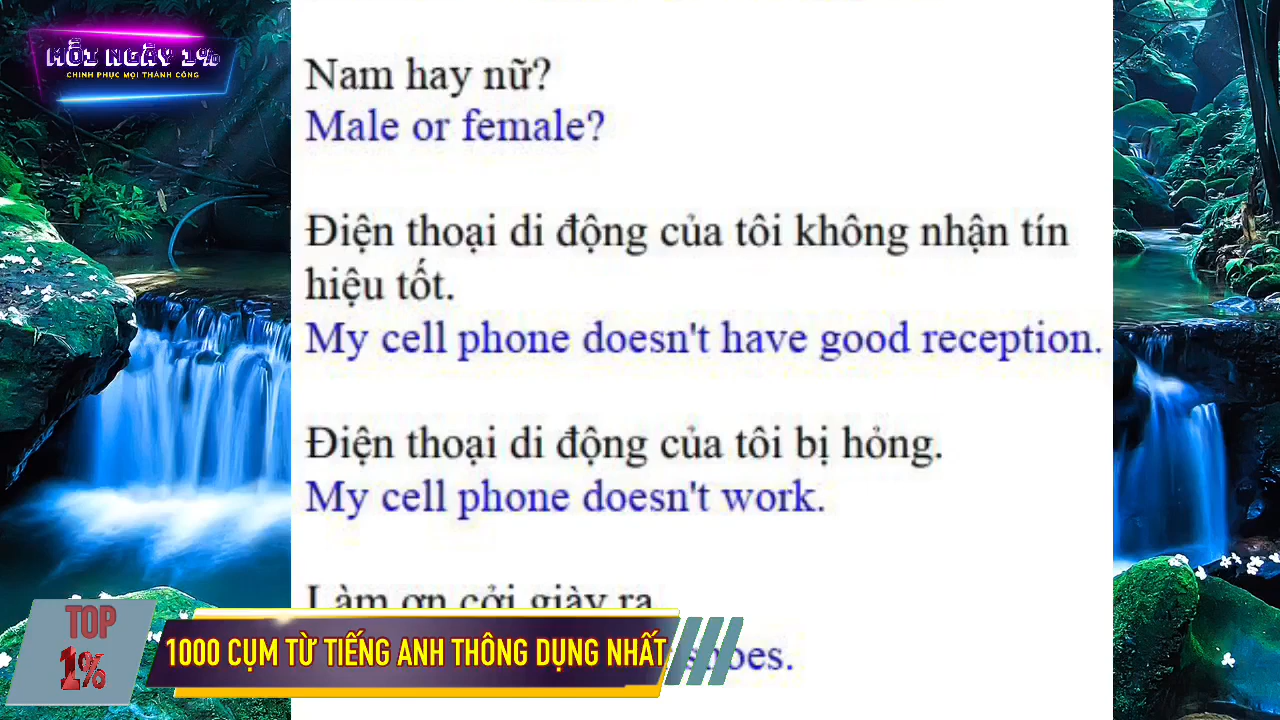 MỖI NGÀY 1%
CHINH PHỤC MỌI THÀNH CÔNG
Nam hay nữ?
Male or female?
Điện thoại di động của tôi không nhận tín
hiệu tốt.
My cell phone doesn't have good reception.
Điện thoại di động của tôi bị hỏng.
My cell phone doesn't work.
Làm ơn cởi giày ra
shoes.
TOP
1%
1000 CỤM TỪ TIẾNG ANH THÔNG DỤNG NHẤT